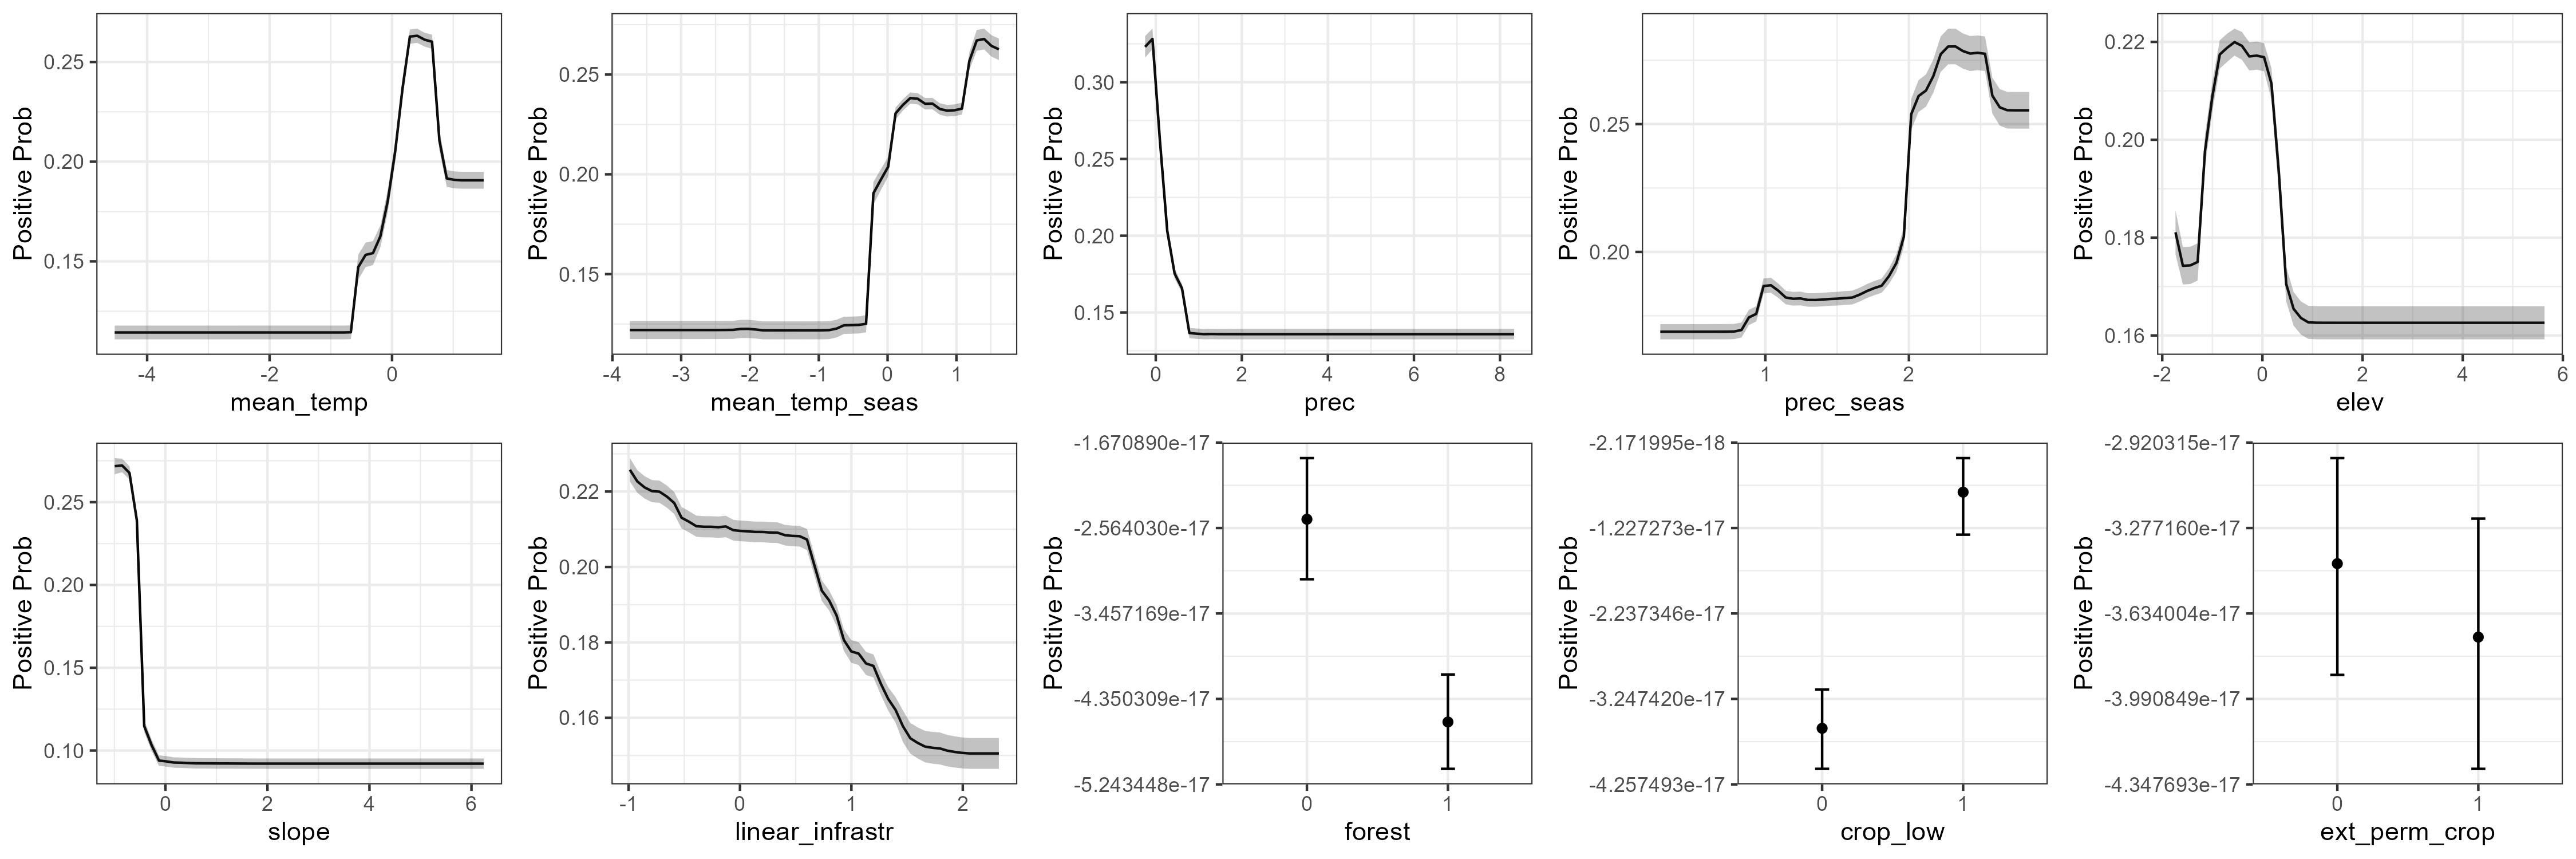 Positive Prob
0.25
0.20
0.15
-4
-2
0
mean_temp
Positive Prob
0.25
0.20
0.15
-4
-3
-2
-1
0
1
mean_temp_seas
Positive Prob
0.30
0.25
0.20
0.15
0
2
4
6
8
prec
Positive Prob
0.25
0.20
1
2
prec_seas
Positive Prob
0.22
0.20
0.18
0.16
-2
0
2
4
6
elev
Positive Prob
0.25
0.20
0.15
0.10
0
2
4
6
slope
Positive Prob
0.22
0.20
0.18
0.16
-1
0
1
2
linear_infrastr
Positive Prob
-1.670890e-17
-2.564030e-17
-3.457169e-17
-4.350309e-17
-5.243448e-17
0
1
forest
Positive Prob
-2.171995e-18
-1.227273e-17
-2.237346e-17
-3.247420e-17
-4.257493e-17
0
1
crop_low
Positive Prob
-2.920315e-17
-3.277160e-17
-3.634004e-17
-3.990849e-17
-4.347693e-17
0
1
ext_perm_crop